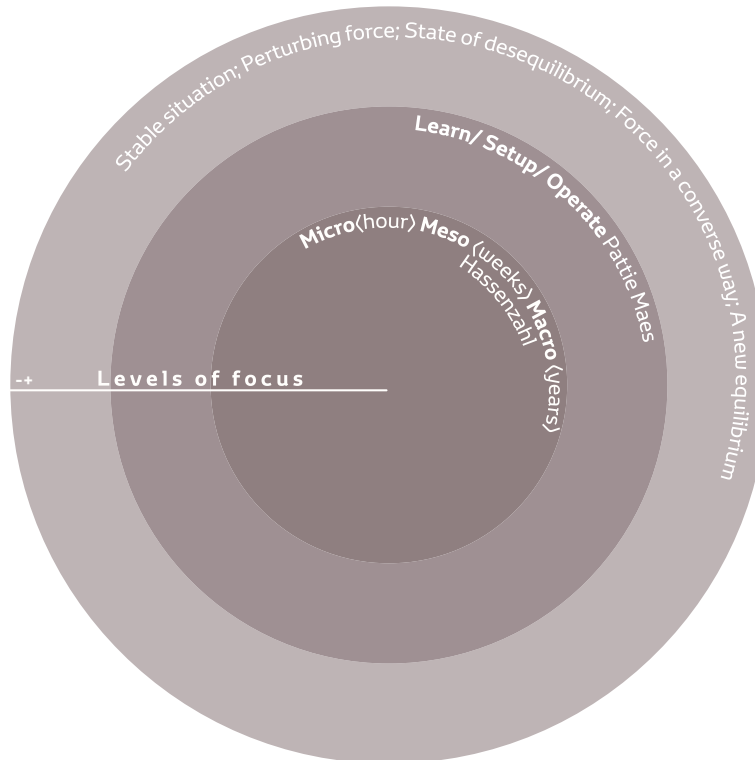 Stable situation; Perturbing force; State of desequilibrium; Force in a converse way; A new equilibrium
Learn/ Setup/ Operate Pattie Maes
Micro(hour) Meso (weeks) Macro (years)
Hassenzahl
-+ Levels of focus